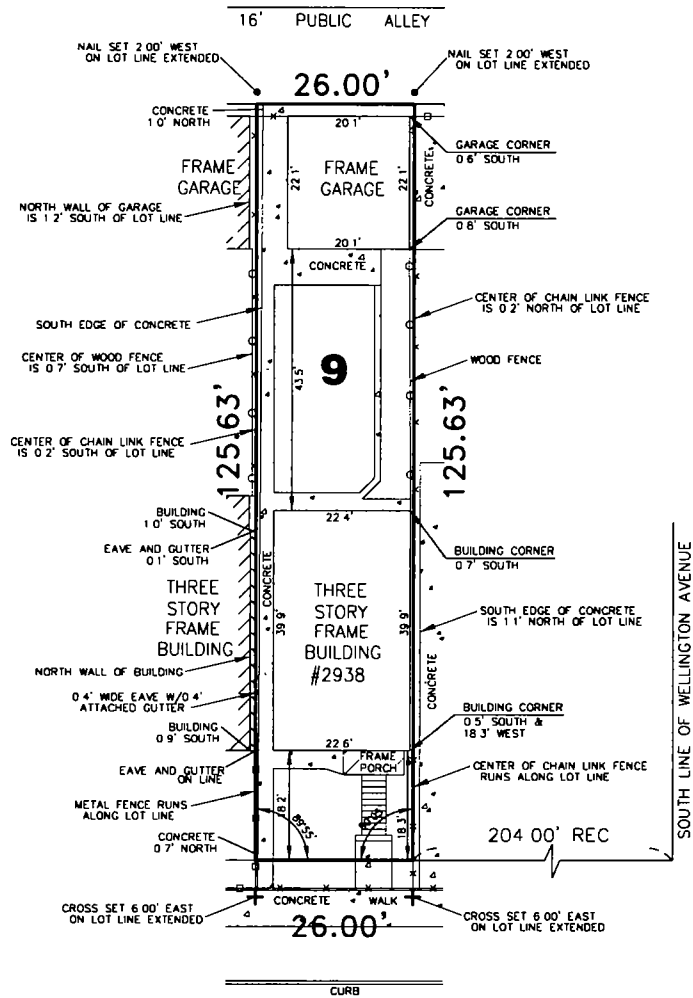 16' PUBLIC ALLEY
NAIL SET 2 00' WEST
ON LOT LINE EXTENDED
NAIL SET 2 00' WEST
ON LOT LINE EXTENDED
26.00'
CONCRETE
1 0' NORTH
20 1'
GARAGE CORNER
0 6' SOUTH
FRAME
GARAGE
22 1'
FRAME
GARAGE
22 1'
CONCRETE
NORTH WALL OF GARAGE
IS 1 2' SOUTH OF LOT LINE
GARAGE CORNER
0 8' SOUTH
20 1'
CONCRETE
CENTER OF CHAIN LINK FENCE
IS 0 2' NORTH OF LOT LINE
SOUTH EDGE OF CONCRETE
CENTER OF WOOD FENCE
IS 0 7' SOUTH OF LOT LINE
43 5'
9
WOOD FENCE
125.63'
125.63'
CENTER OF CHAIN LINK FENCE
IS 0 2' SOUTH OF LOT LINE
BUILDING
1 0' SOUTH
22 4'
EAVE AND GUTTER
0 1' SOUTH
BUILDING CORNER
0 7' SOUTH
CONCRETE
THREE
STORY
FRAME
BUILDING
39 9'
THREE
STORY
FRAME
BUILDING
#2938
39 9'
SOUTH EDGE OF CONCRETE
IS 1 1' NORTH OF LOT LINE
CONCRETE
SOUTH LINE OF WELLINGTON AVENUE
NORTH WALL OF BUILDING
0 4' WIDE EAVE W/0 4'
ATTACHED GUTTER
BUILDING
0 9' SOUTH
BUILDING CORNER
0 5' SOUTH &
18 3' WEST
22 6'
FRAME
PORCH
EAVE AND GUTTER
ON LINE
CENTER OF CHAIN LINK FENCE
RUNS ALONG LOT LINE
METAL FENCE RUNS
ALONG LOT LINE
18.2'
89°55'
18.3'
204 00' REC
CONCRETE
0 7' NORTH
CROSS SET 6 00' EAST
ON LOT LINE EXTENDED
CONCRETE WALK
CROSS SET 6 00' EAST
ON LOT LINE EXTENDED
26.00'
CURB